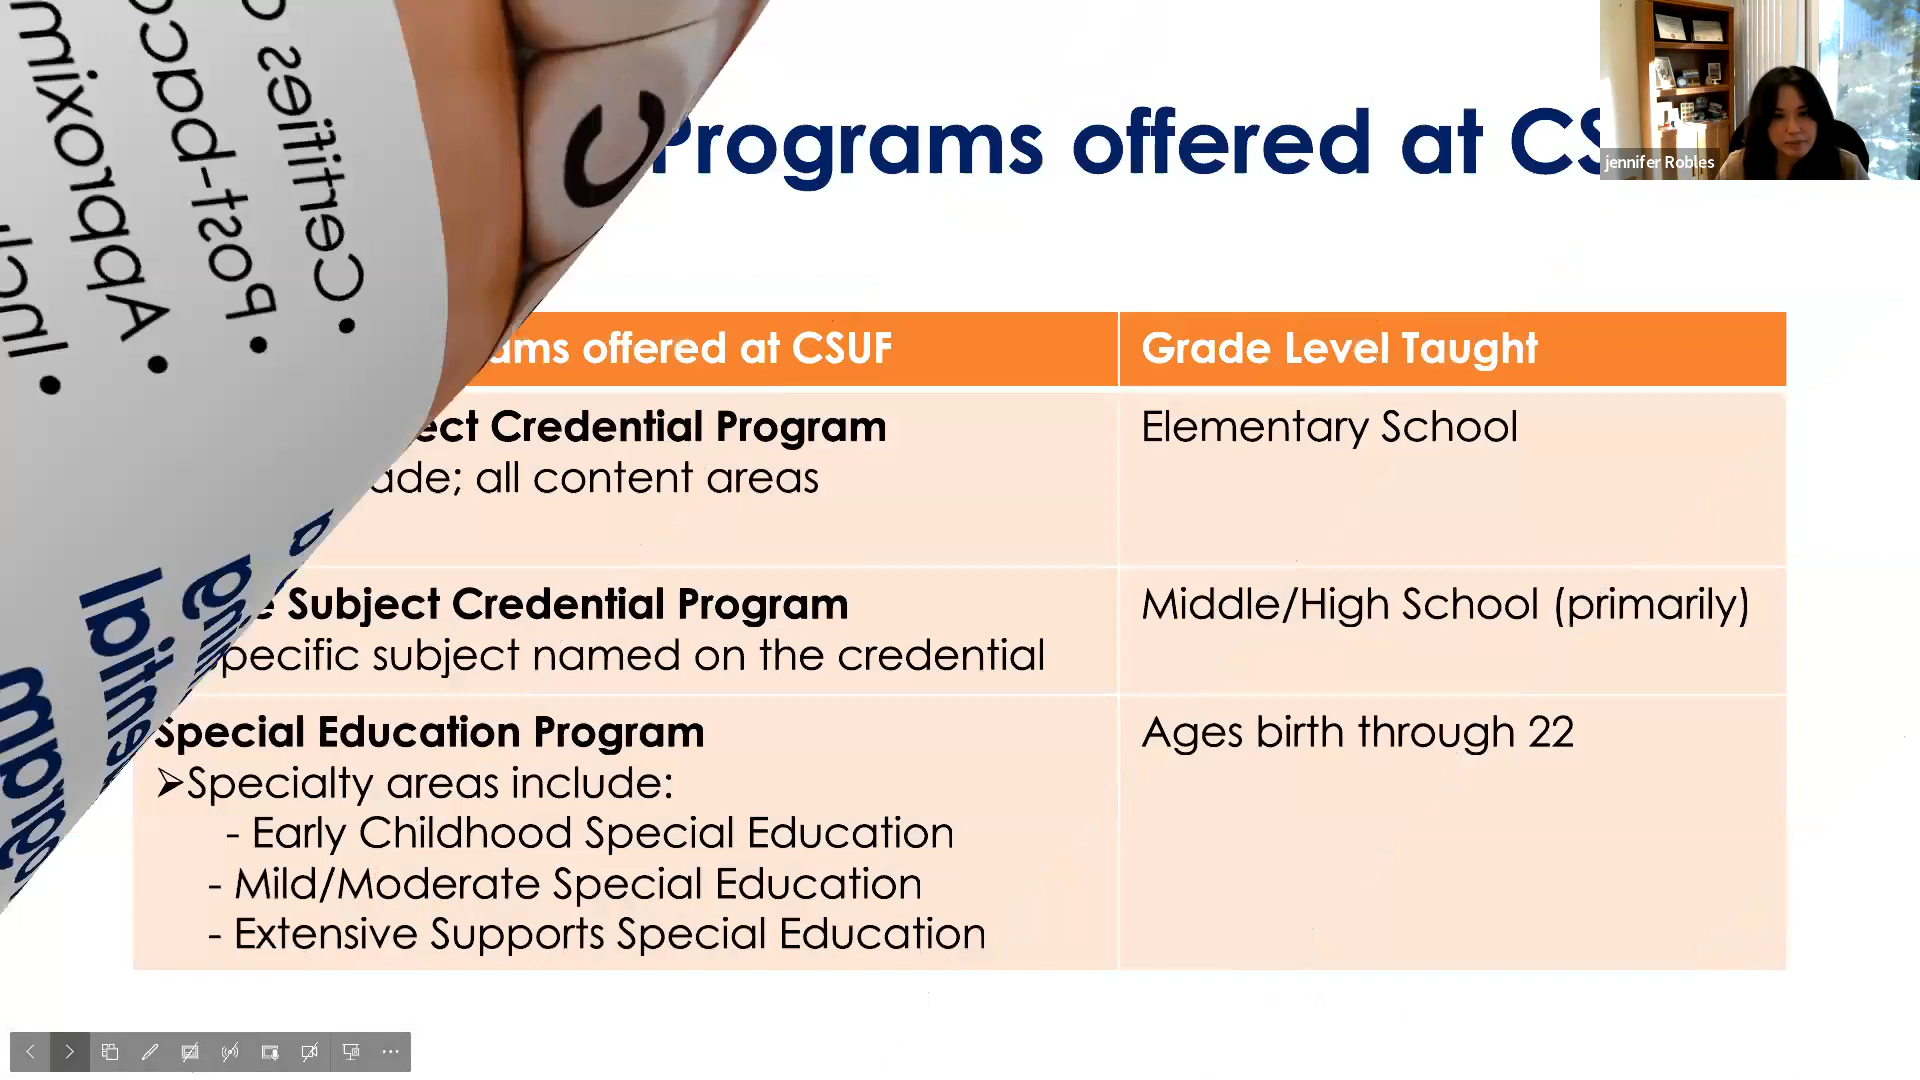 Programs offered at CS
jennifer Robles
ams offered at CSUF
Grade Level Taught
ect Credential Program
ade; all content areas
Elementary School
e Subject Credential Program
pecific subject named on the credential
Middle/High School (primarily)
Special Education Program
➢Specialty areas include:
- Early Childhood Special Education
- Mild/Moderate Special Education
- Extensive Supports Special Education
Ages birth through 22
• Certifies
• post-bacc
• Approxim
• Incl